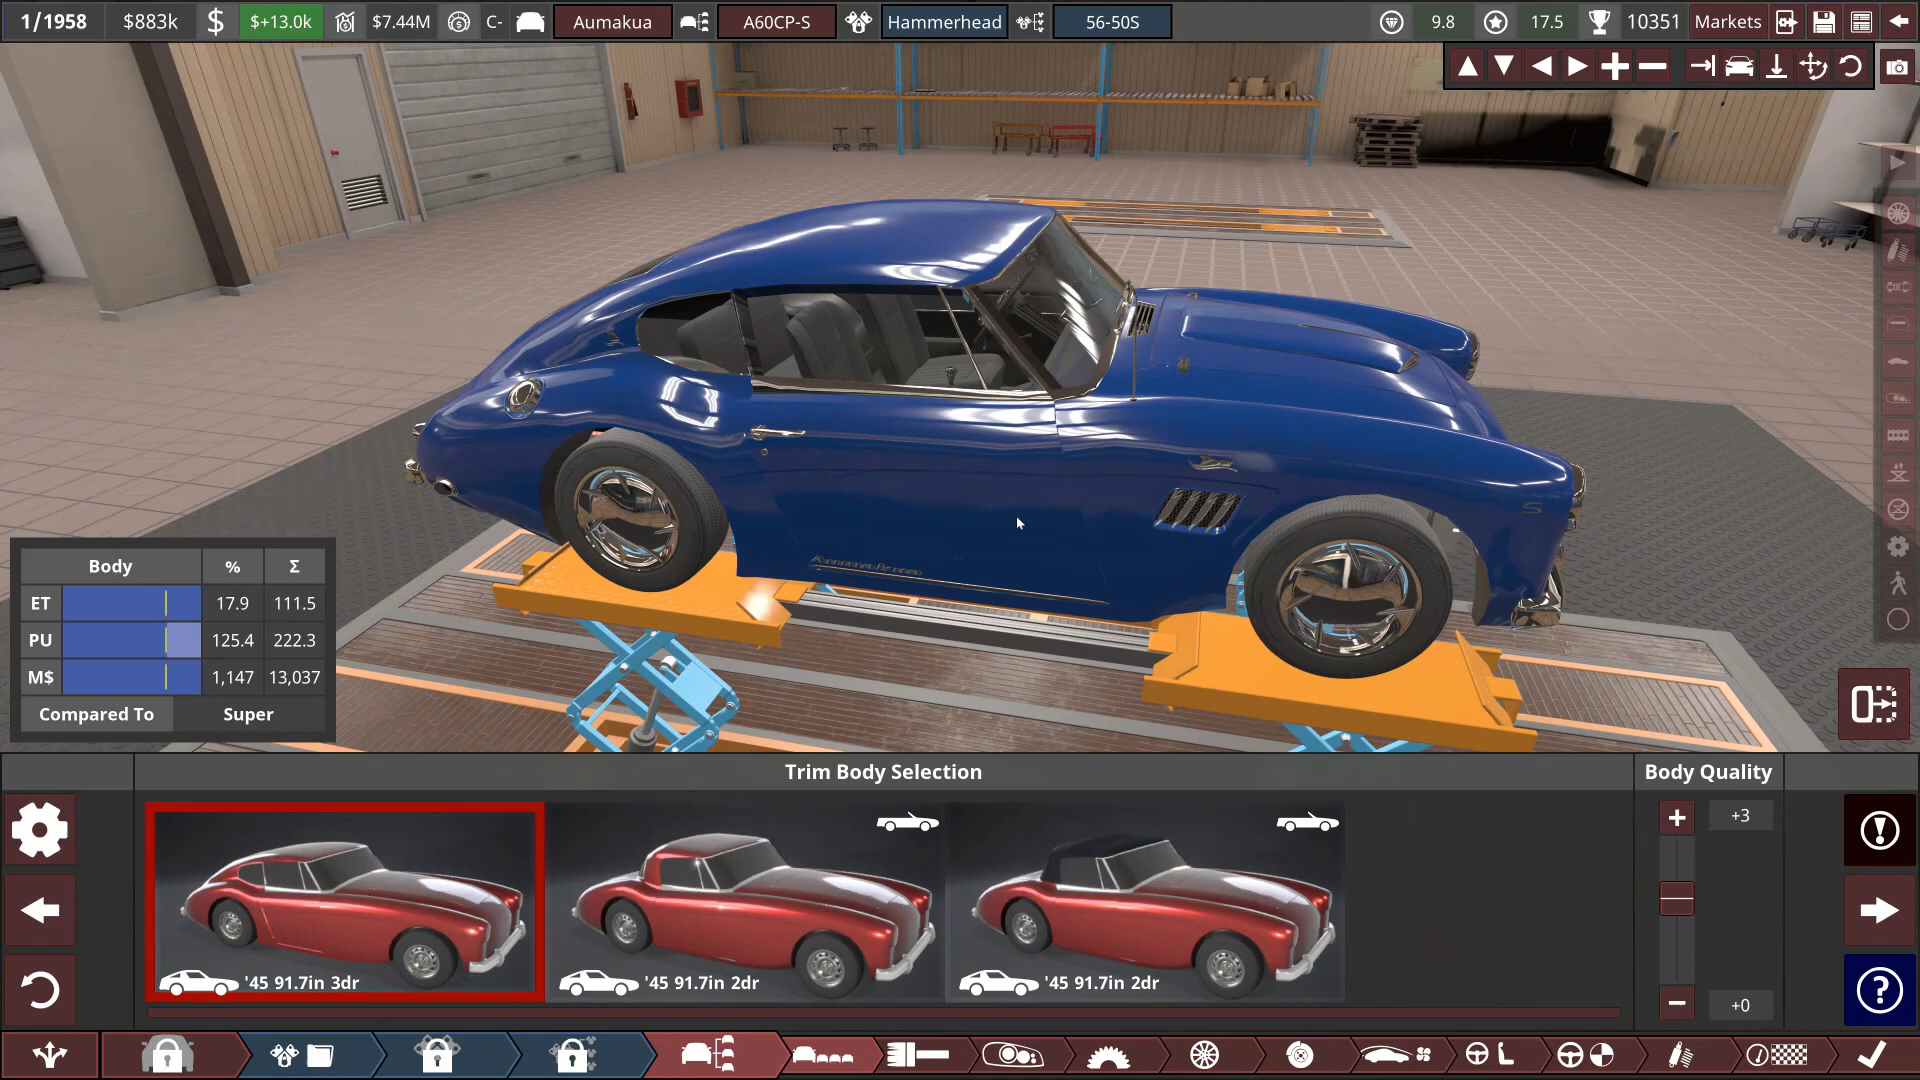 1/1958 $883k $+13.0k $7.44M C- Aumakua A60CP-S Hammerhead 56-50S 9.8 17.5 10351 Markets
Aumakua
S
Body % Σ
ET 17.9 111.5
PU 125.4 222.3
M$ 1,147 13,037
Compared To Super
Trim Body Selection
Body Quality
'45 91.7in 3dr
'45 91.7in 2dr
'45 91.7in 2dr
+3
+0